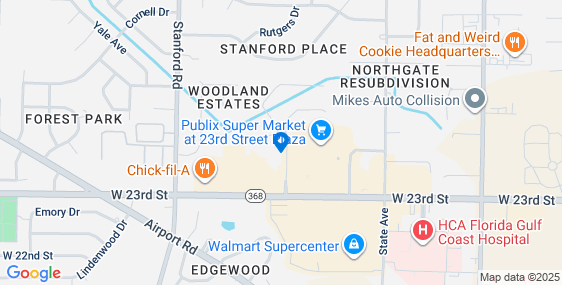 Cornell Dr
Rutgers Dr
Yale Ave
Stanford Rd
STANFORD PLACE
Fat and Weird
Cookie Headquarters...
WOODLAND
ESTATES
NORTHGATE
RESUBDIVISION
Mikes Auto Collision
FOREST PARK
Publix Super Market
at 23rd Street Plaza
Chick-fil-A
W 23rd St
368
W 23rd St
W 23rd St
Emory Dr
Airport Rd
Lindenwood Dr
State Ave
HCA Florida Gulf
Coast Hospital
H
Walmart Supercenter
W 22nd St
EDGEWOOD
Google
Map data ©2025